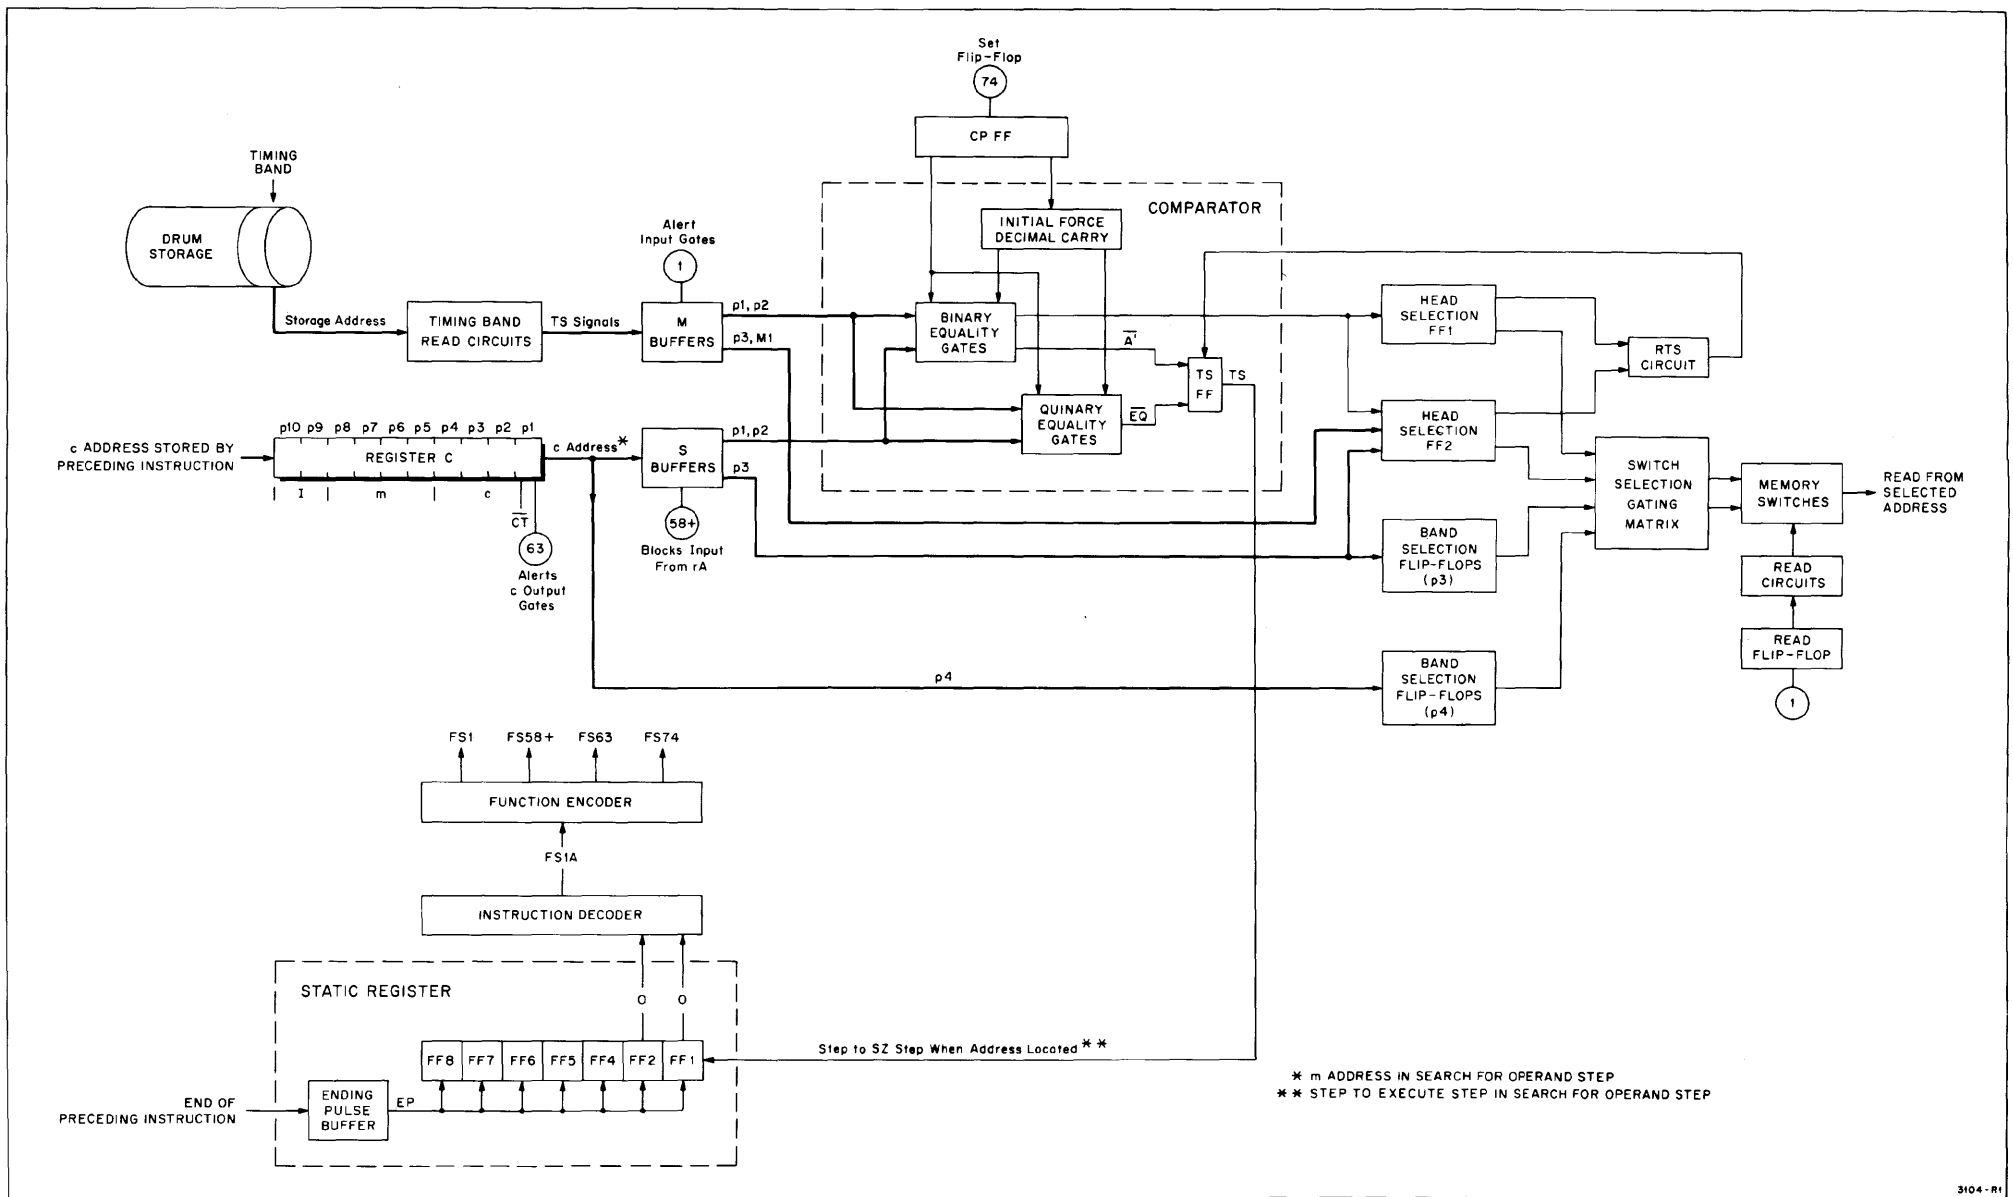 Set
Flip-Flop
74
CP FF
TIMING
BAND
DRUM
STORAGE
Storage Address
TIMING BAND
READ CIRCUITS
TS Signals
Alert
Input Gates
1
M
BUFFERS
p1, p2
p3, M1
COMPARATOR
INITIAL FORCE
DECIMAL CARRY
BINARY
EQUALITY
GATES
A'
QUINARY
EQUALITY
GATES
EQ
TS
FF
TS
HEAD
SELECTION
FF1
RTS
CIRCUIT
HEAD
SELECTION
FF2
c ADDRESS STORED BY
PRECEDING INSTRUCTION
p10 p9 p8 p7 p6 p5 p4 p3 p2 p1
REGISTER C
I m c
CT
63
Alerts
c Output
Gates
c Address*
S
BUFFERS
p1, p2
p3
58+
Blocks Input
From rA
SWITCH
SELECTION
GATING
MATRIX
MEMORY
SWITCHES
READ FROM
SELECTED
ADDRESS
BAND
SELECTION
FLIP-FLOPS
(p3)
READ
CIRCUITS
READ
FLIP-FLOP
1
p4
BAND
SELECTION
FLIP-FLOPS
(p4)
FS1 FS58+ FS63 FS74
FUNCTION ENCODER
FS1A
INSTRUCTION DECODER
STATIC REGISTER
0 0
FF8 FF7 FF6 FF5 FF4 FF2 FF1
Step to SZ Step When Address Located**
END OF
PRECEDING INSTRUCTION
ENDING
PULSE
BUFFER
EP
* m ADDRESS IN SEARCH FOR OPERAND STEP
** STEP TO EXECUTE STEP IN SEARCH FOR OPERAND STEP
3104-R1